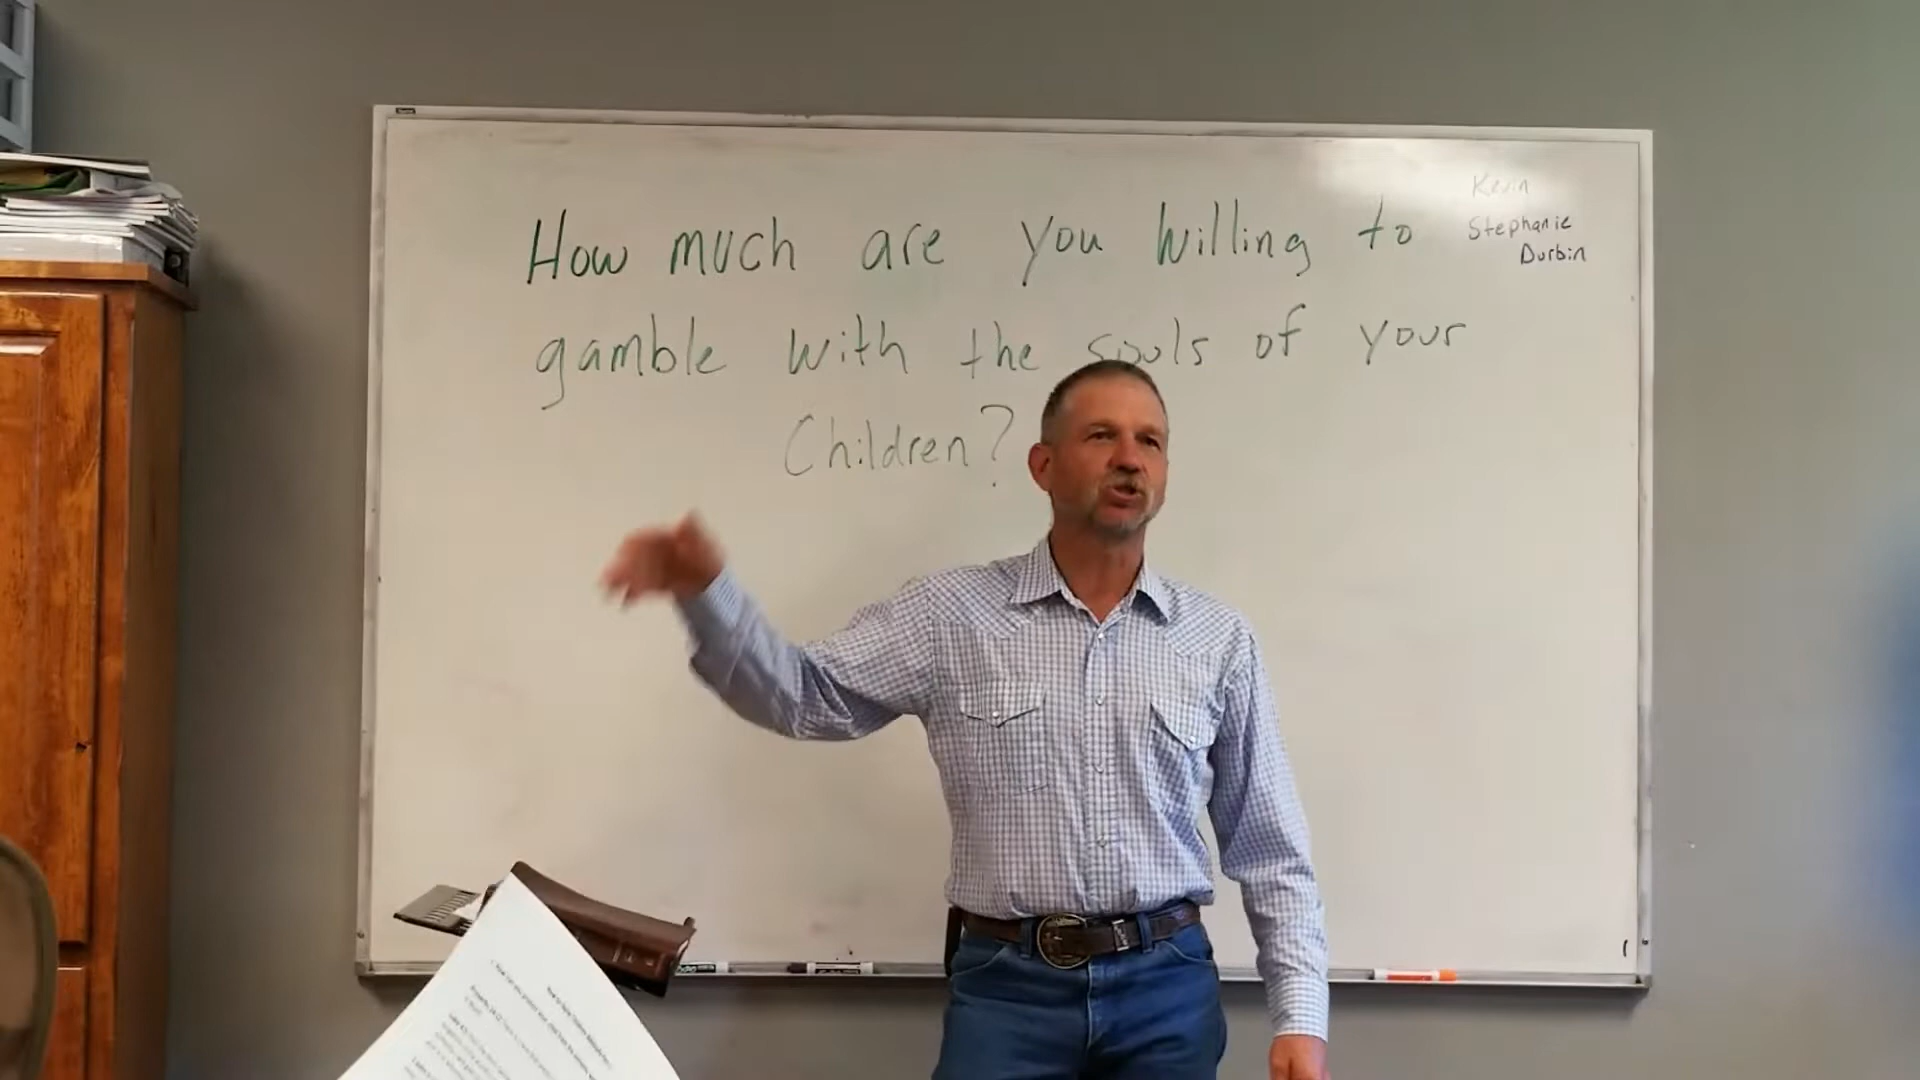 How much are you willing to
gamble with the souls of your
Children?
Kevin
Stephanie
Durbin